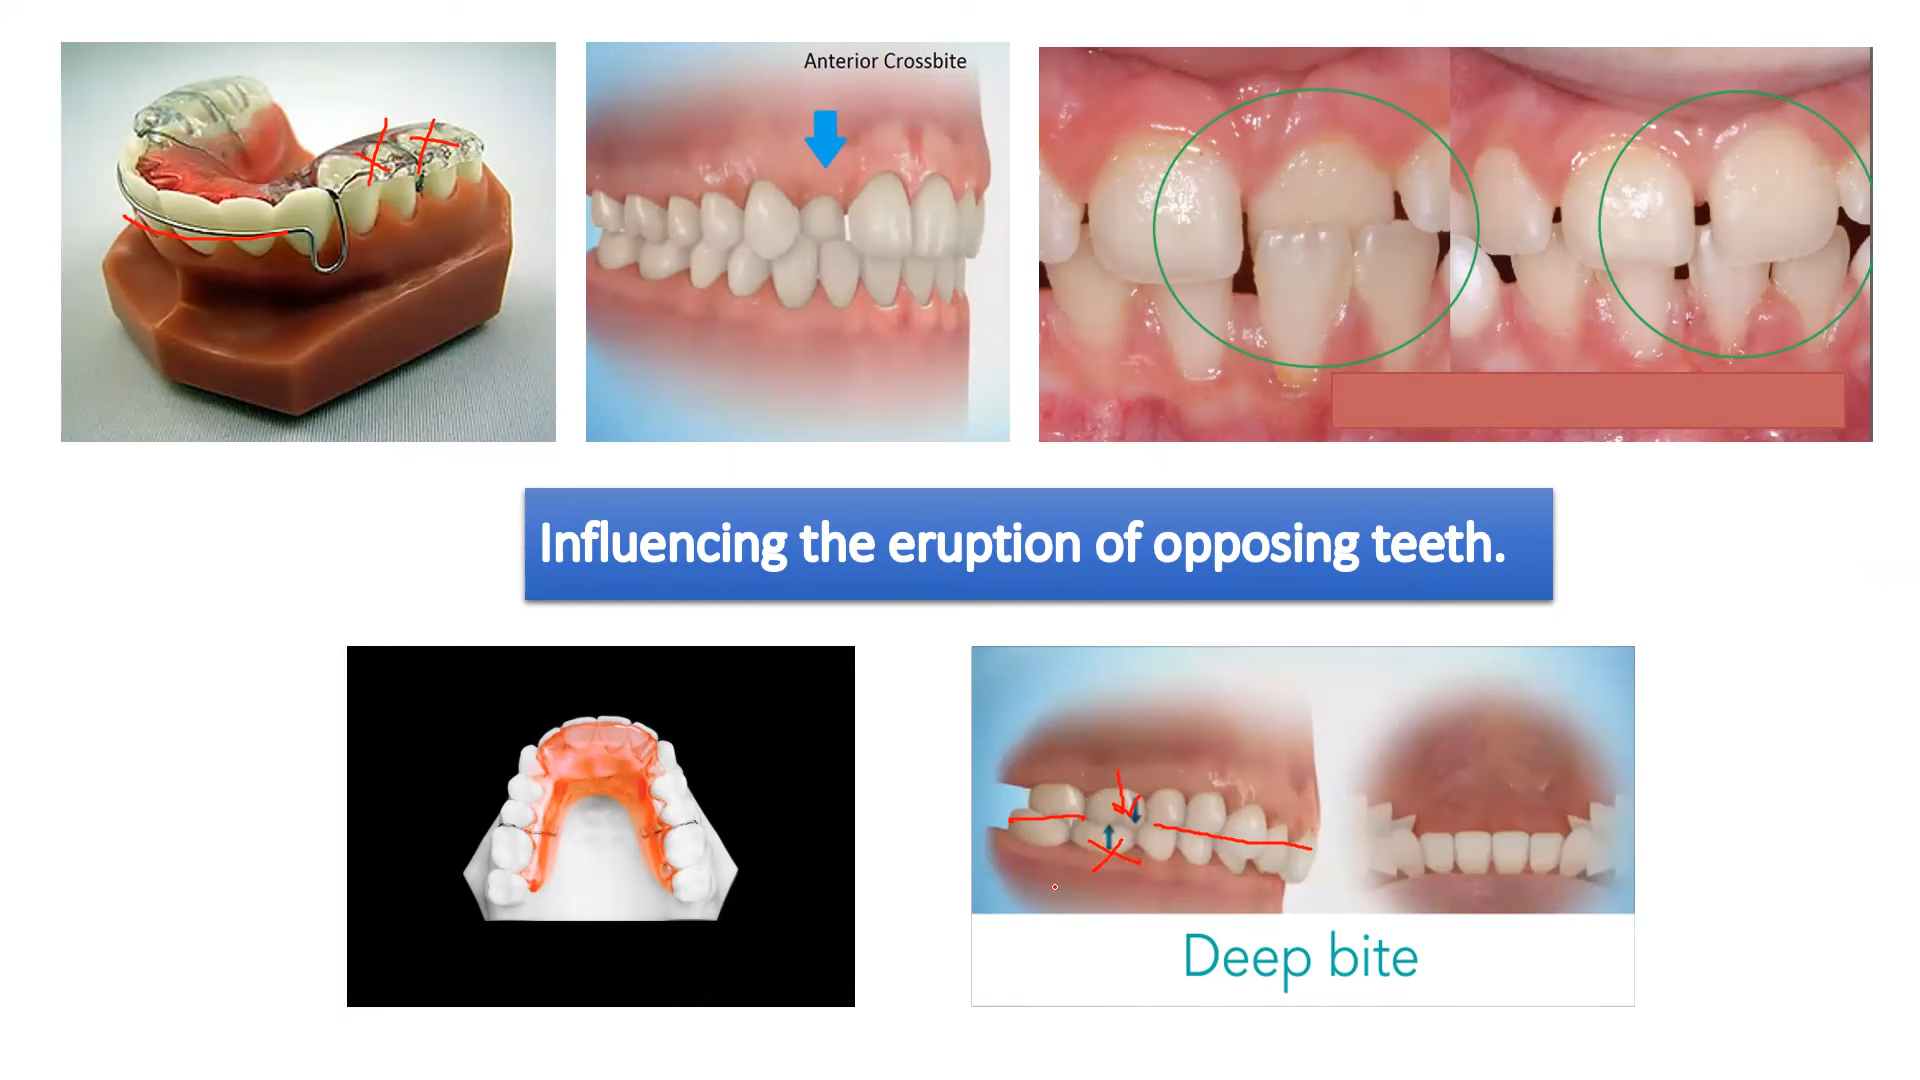 Anterior Crossbite
Influencing the eruption of opposing teeth.
Deep bite